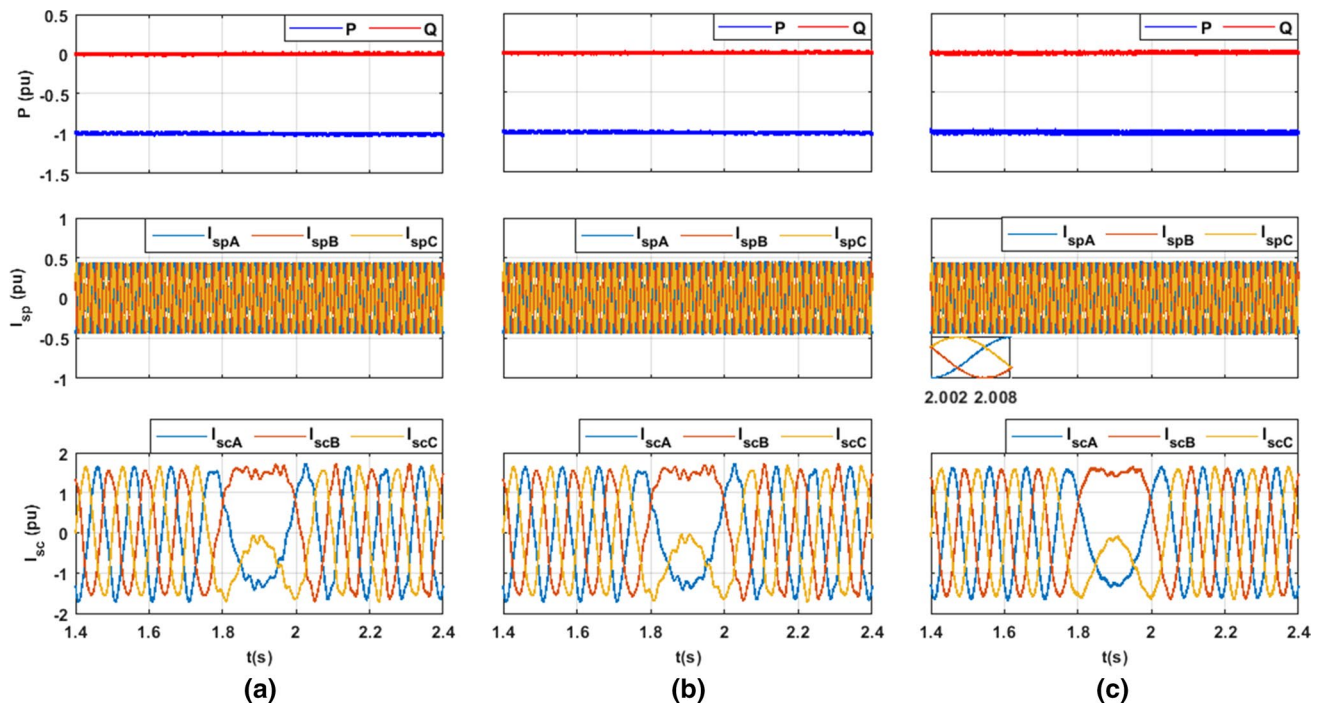 P Q
P Q
P Q
P (pu)
0.5
0
-0.5
-1
-1.5
I_spA I_spB I_spC
I_spA I_spB I_spC
I_spA I_spB I_spC
I_sp (pu)
1
0.5
0
-0.5
-1
2.002 2.008
I_scA I_scB I_scC
I_scA I_scB I_scC
I_scA I_scB I_scC
I_sc (pu)
2
1
0
-1
-2
1.4 1.6 1.8 2 2.2 2.4
1.4 1.6 1.8 2 2.2 2.4
1.4 1.6 1.8 2 2.2 2.4
t(s) t(s) t(s)
(a) (b) (c)